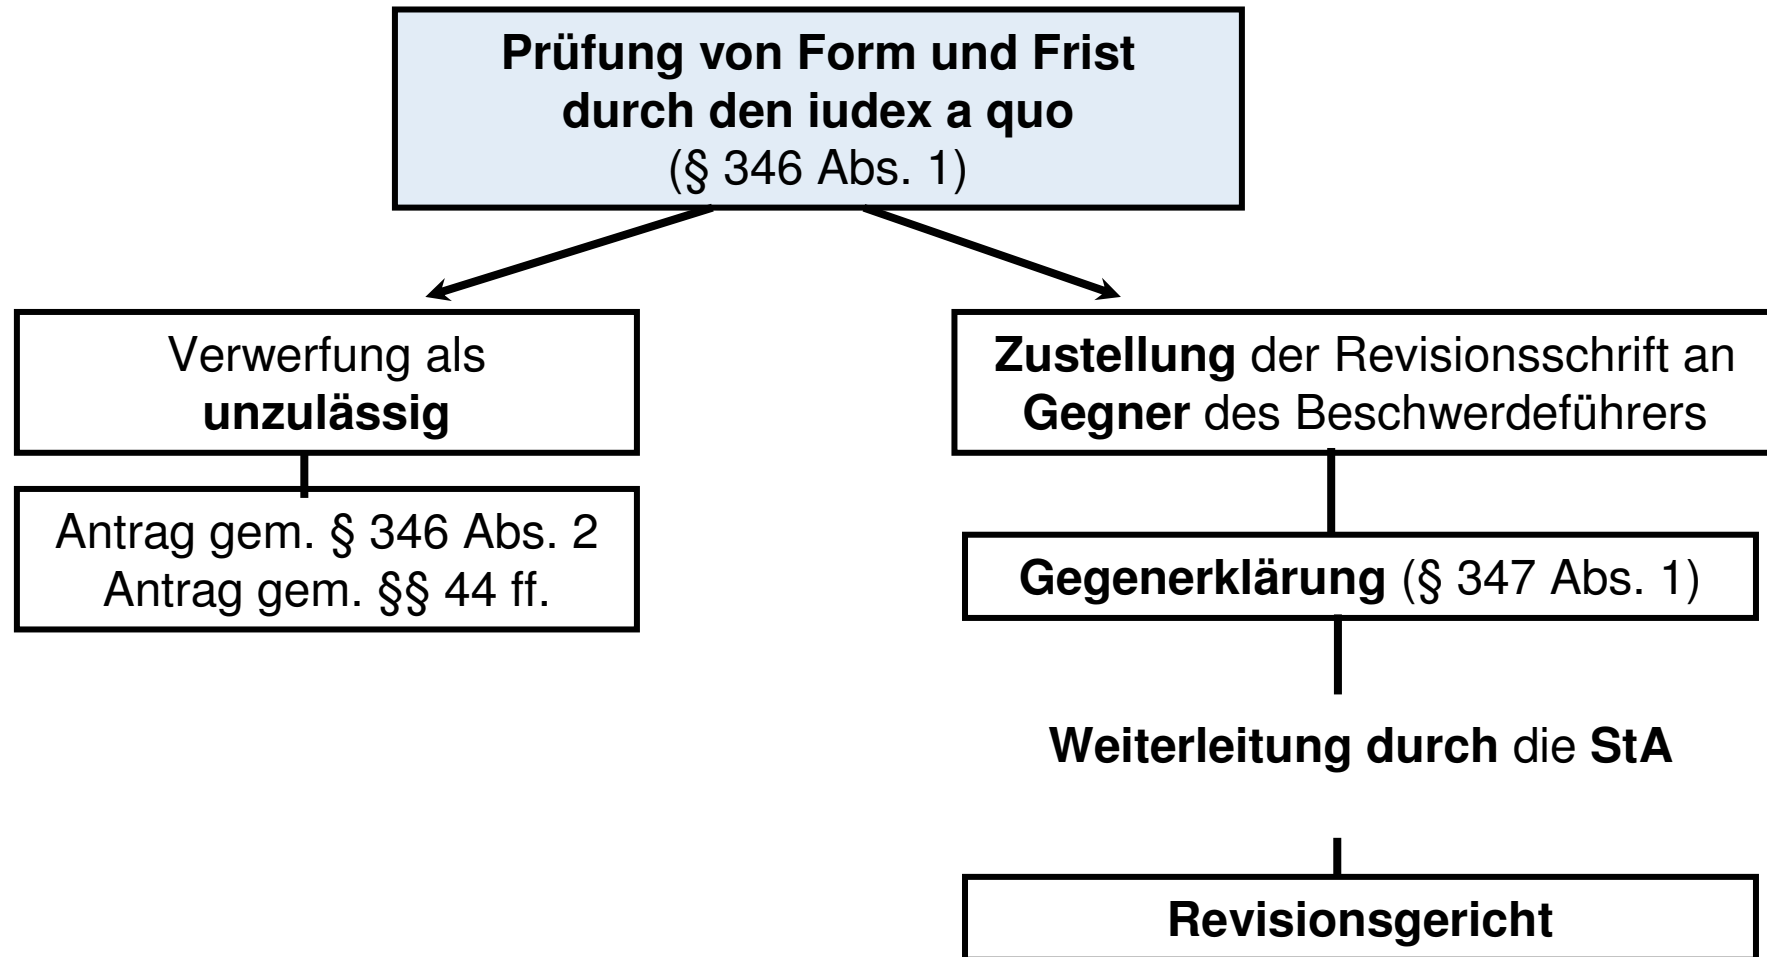 Prüfung von Form und Frist
durch den iudex a quo
(§ 346 Abs. 1)
Verwerfung als
unzulässig
Antrag gem. § 346 Abs. 2
Antrag gem. §§ 44 ff.
Zustellung der Revisionsschrift an
Gegner des Beschwerdeführers
Gegenerklärung (§ 347 Abs. 1)
Weiterleitung durch die StA
Revisionsgericht